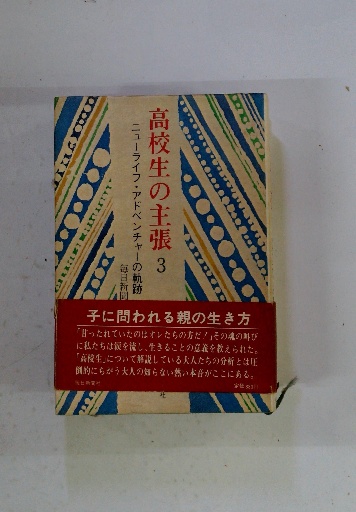 高校生の主張 3
ニューライフ・アドベンチャーの軌跡
毎日新聞
社
子に問われる親の生き方
「甘ったれていたのはオレたちの方だ!」その魂の叫び
に私たちは涙を流し、生きることの意義を教えられた。
「高校生」について解説している大人たちの分析とは圧
倒的にちがう大人の知らない熱い本音がここにある。
毎日新聞社